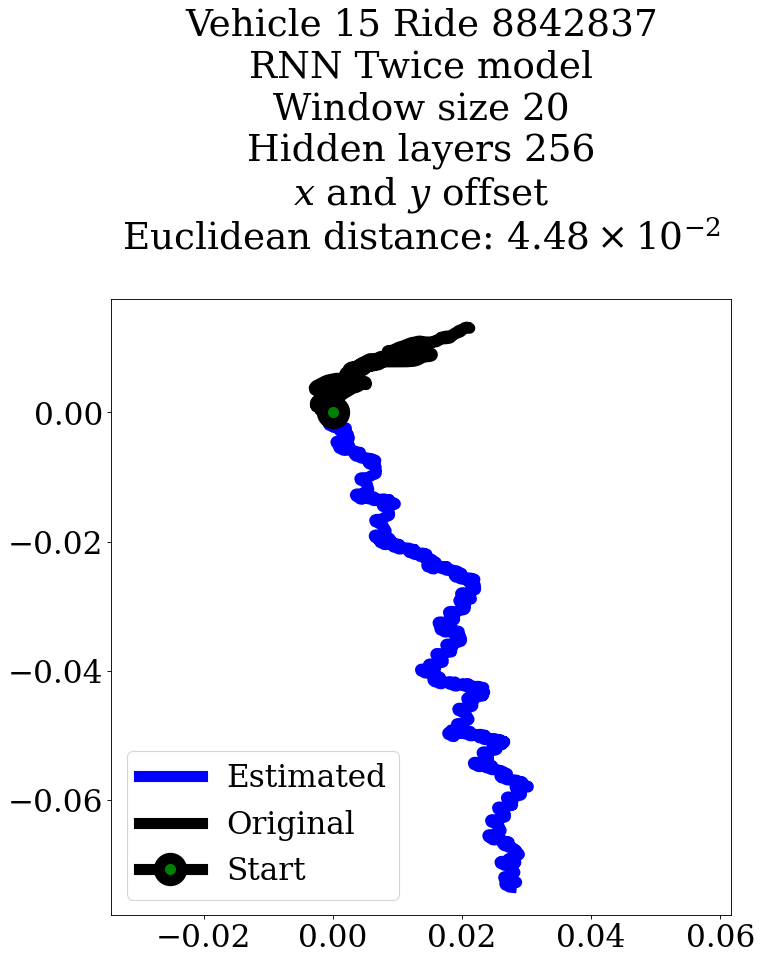 Vehicle 15 Ride 8842837
RNN Twice model
Window size 20
Hidden layers 256
x and y offset
Euclidean distance: 4.48 × 10⁻²
0.00
−0.02
−0.04
−0.06
Estimated
Original
Start
−0.02 0.00 0.02 0.04 0.06